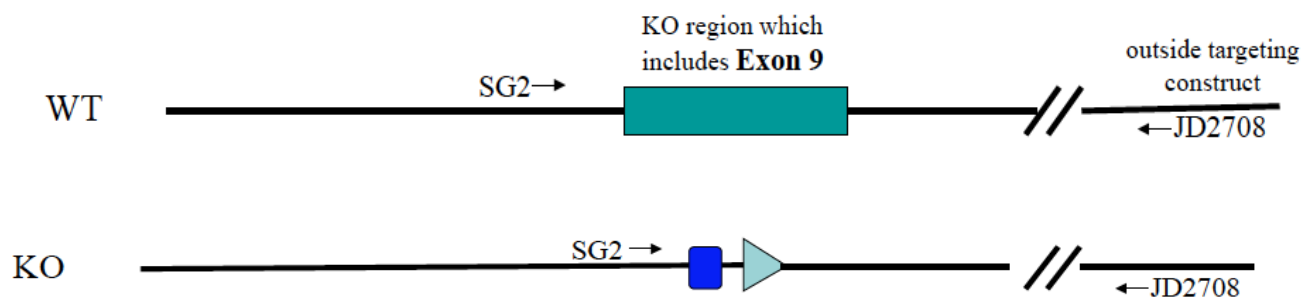 KO region which
includes Exon 9
outside targeting
construct
SG2→
WT
←JD2708
SG2 →
KO
←JD2708